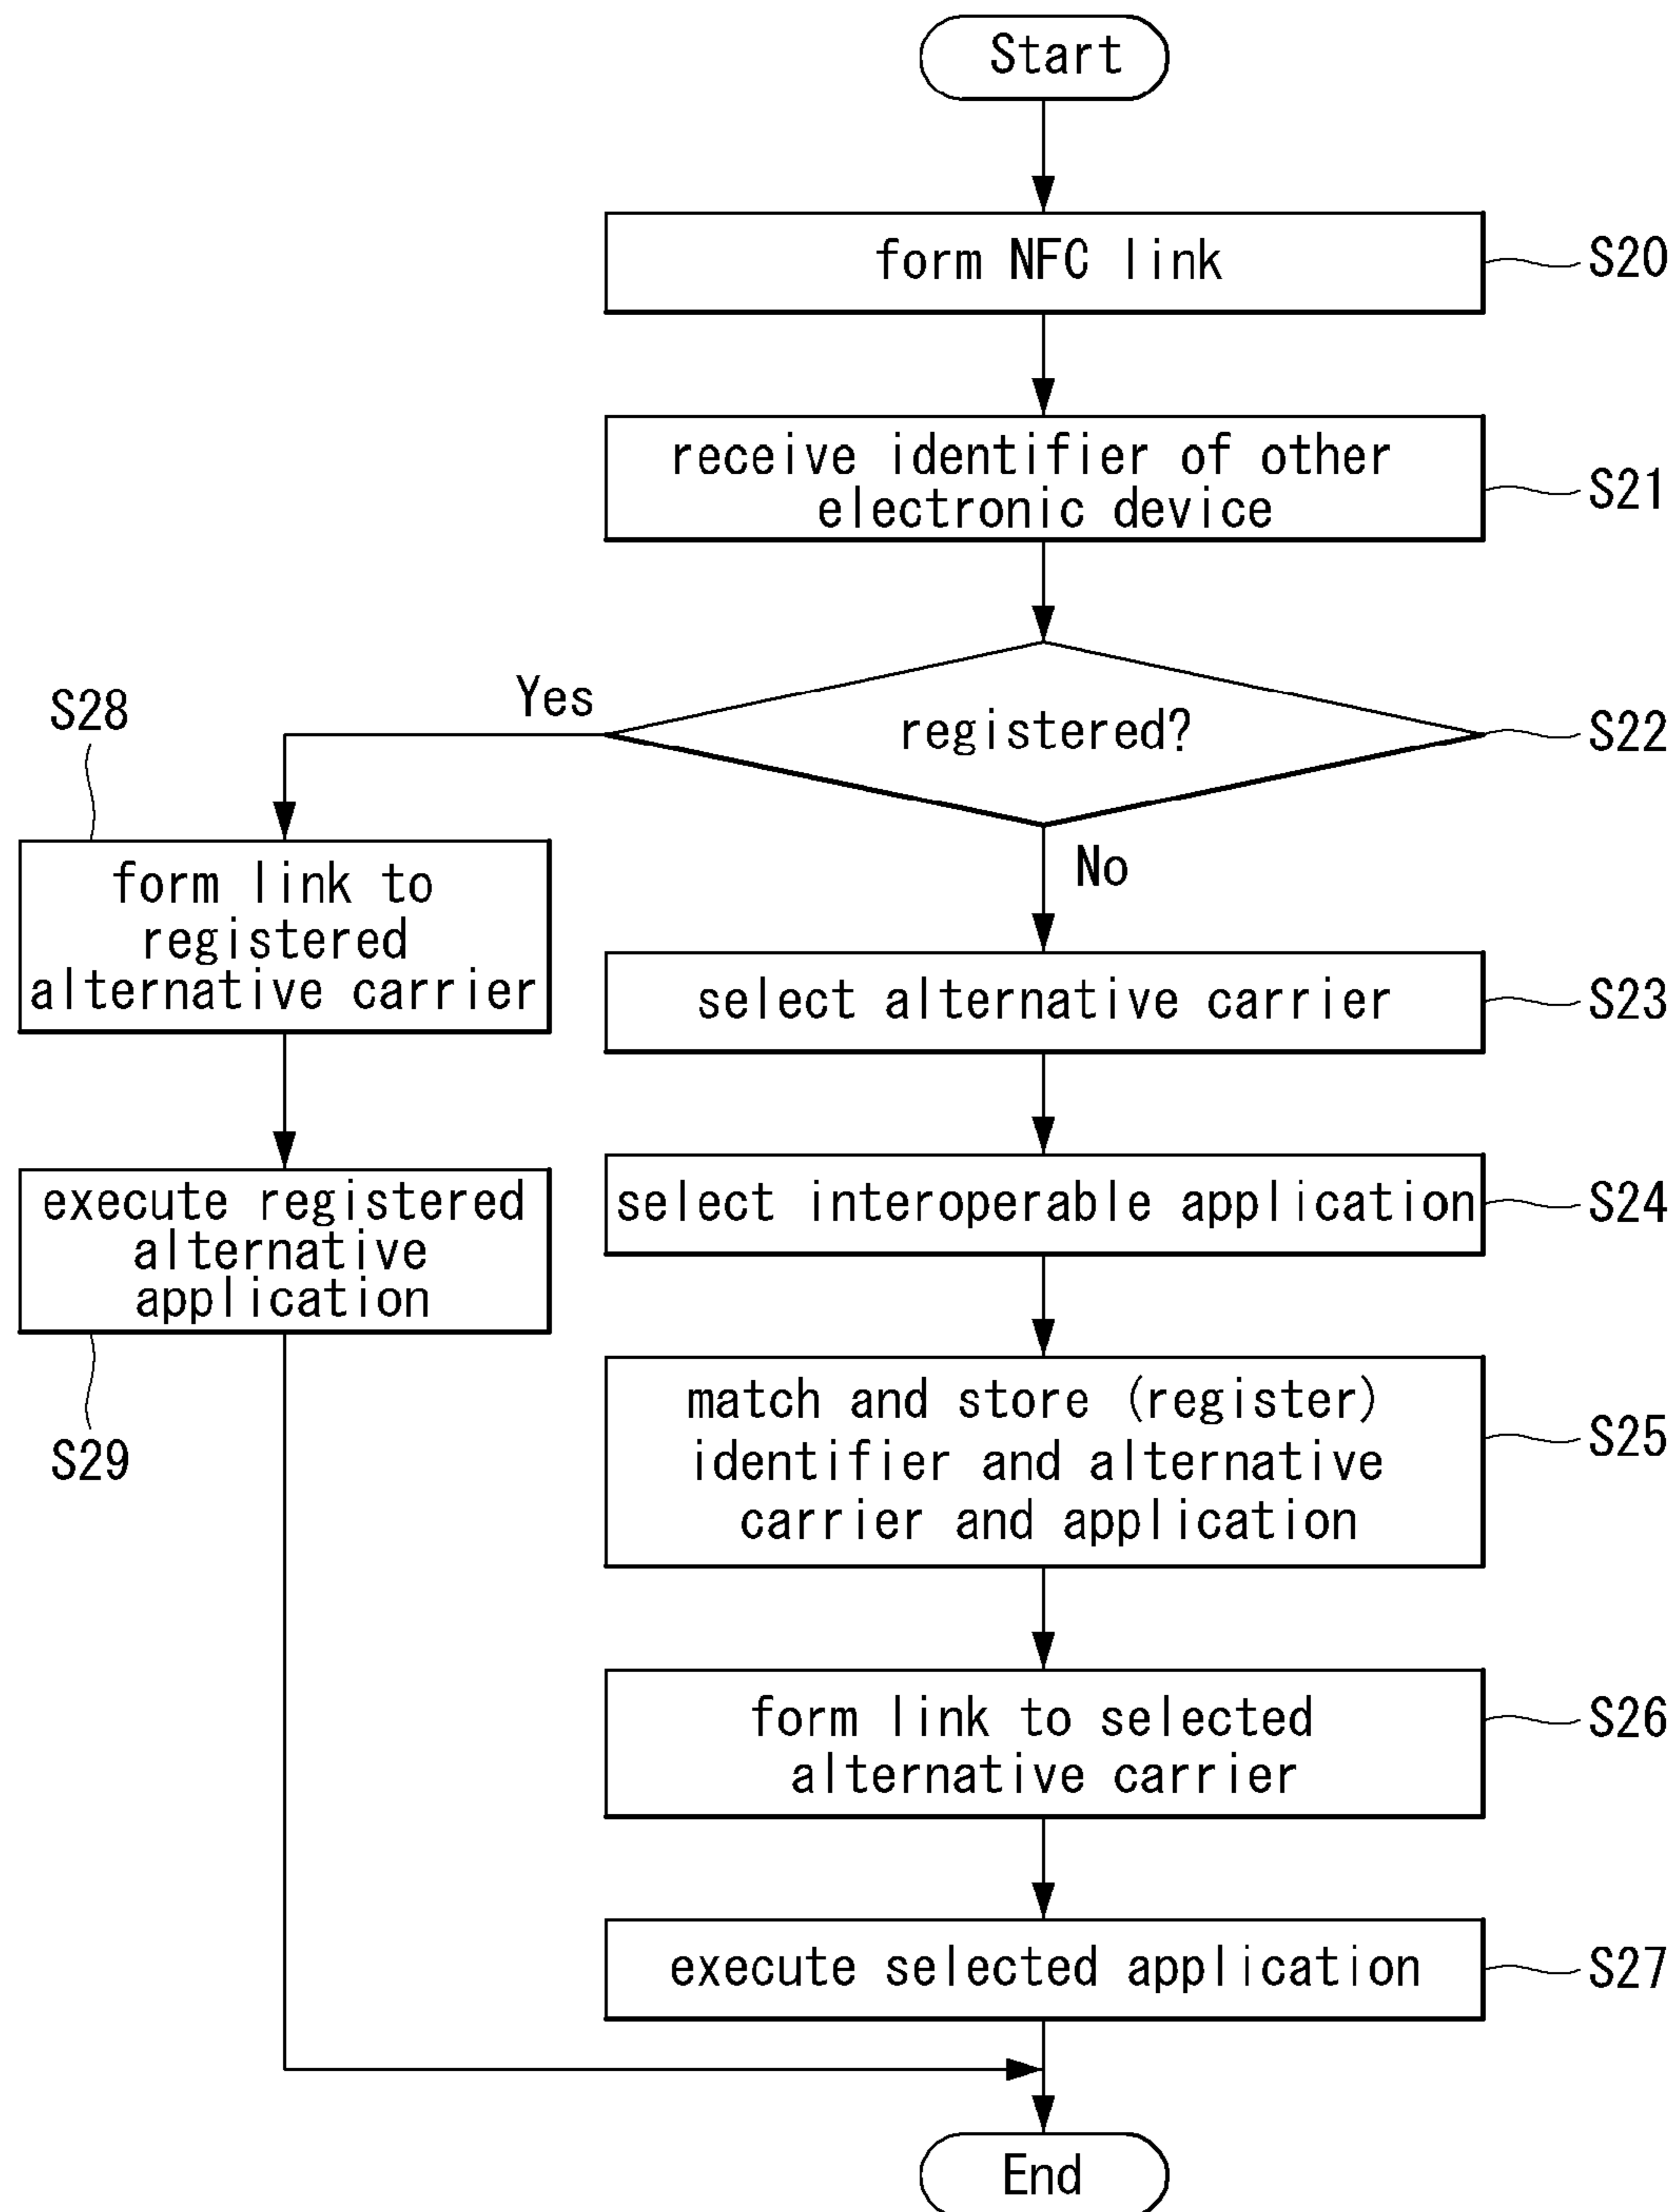 Start
form NFC link
S20
receive identifier of other
electronic device
S21
registered?
S22
Yes
No
S28
form link to
registered
alternative carrier
select alternative carrier
S23
execute registered
alternative
application
S29
select interoperable application
S24
match and store (register)
identifier and alternative
carrier and application
S25
form link to selected
alternative carrier
S26
execute selected application
S27
End